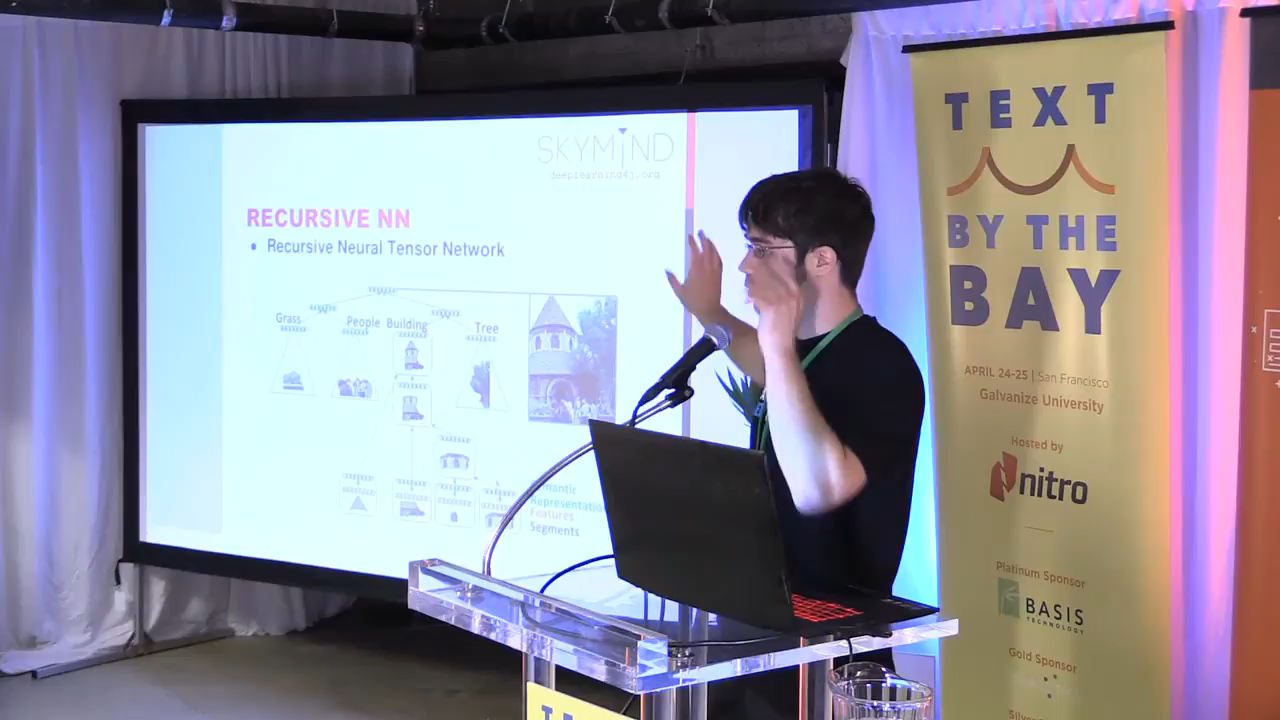 SKYMIND
deeplearning4j.org
RECURSIVE NN
• Recursive Neural Tensor Network
Grass
People
Building
Tree
Features
Segments
TEXT
BY THE
BAY
APRIL 24-25 | San Francisco
Galvanize University
Hosted by
nitro
Platinum Sponsor
BASIS
TECHNOLOGY
Gold Sponsor